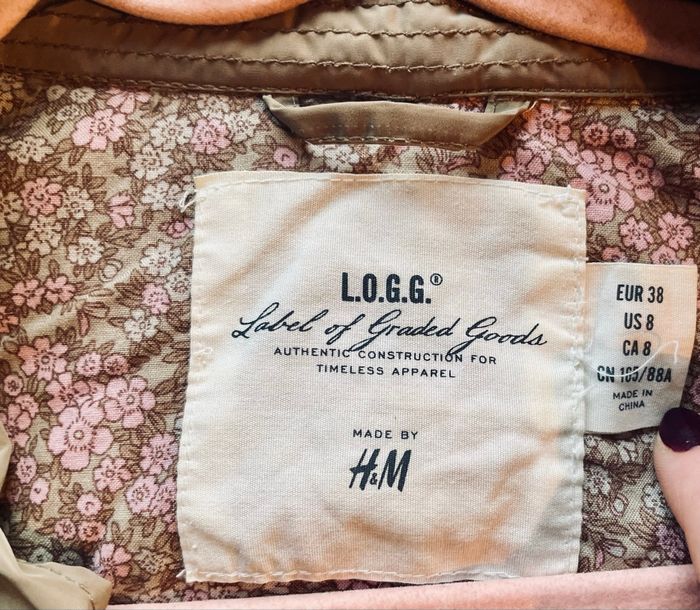 L.O.G.G.®
Label of Graded Goods
AUTHENTIC CONSTRUCTION FOR
TIMELESS APPAREL
MADE BY
H&M
EUR 38
US 8
CA 8
CN 165/88A
MADE IN
CHINA